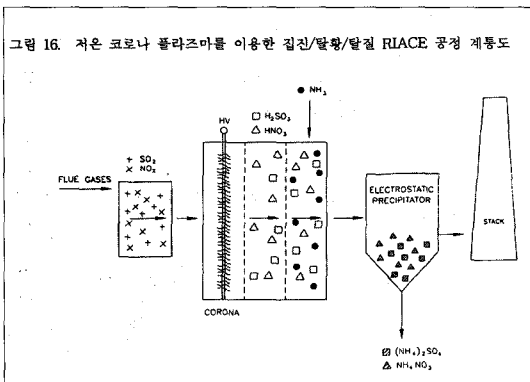 그림 16. 저온 코로나 플라즈마를 이용한 집진/탈황/탈질 RIACE 공정 계통도
NH₃
HV
H₂SO₃
HNO₃
SO₂
NO₂
FLUE GASES
ELECTROSTATIC
PRECIPITATOR
STACK
CORONA
(NH₄)₂SO₄
NH₄NO₃